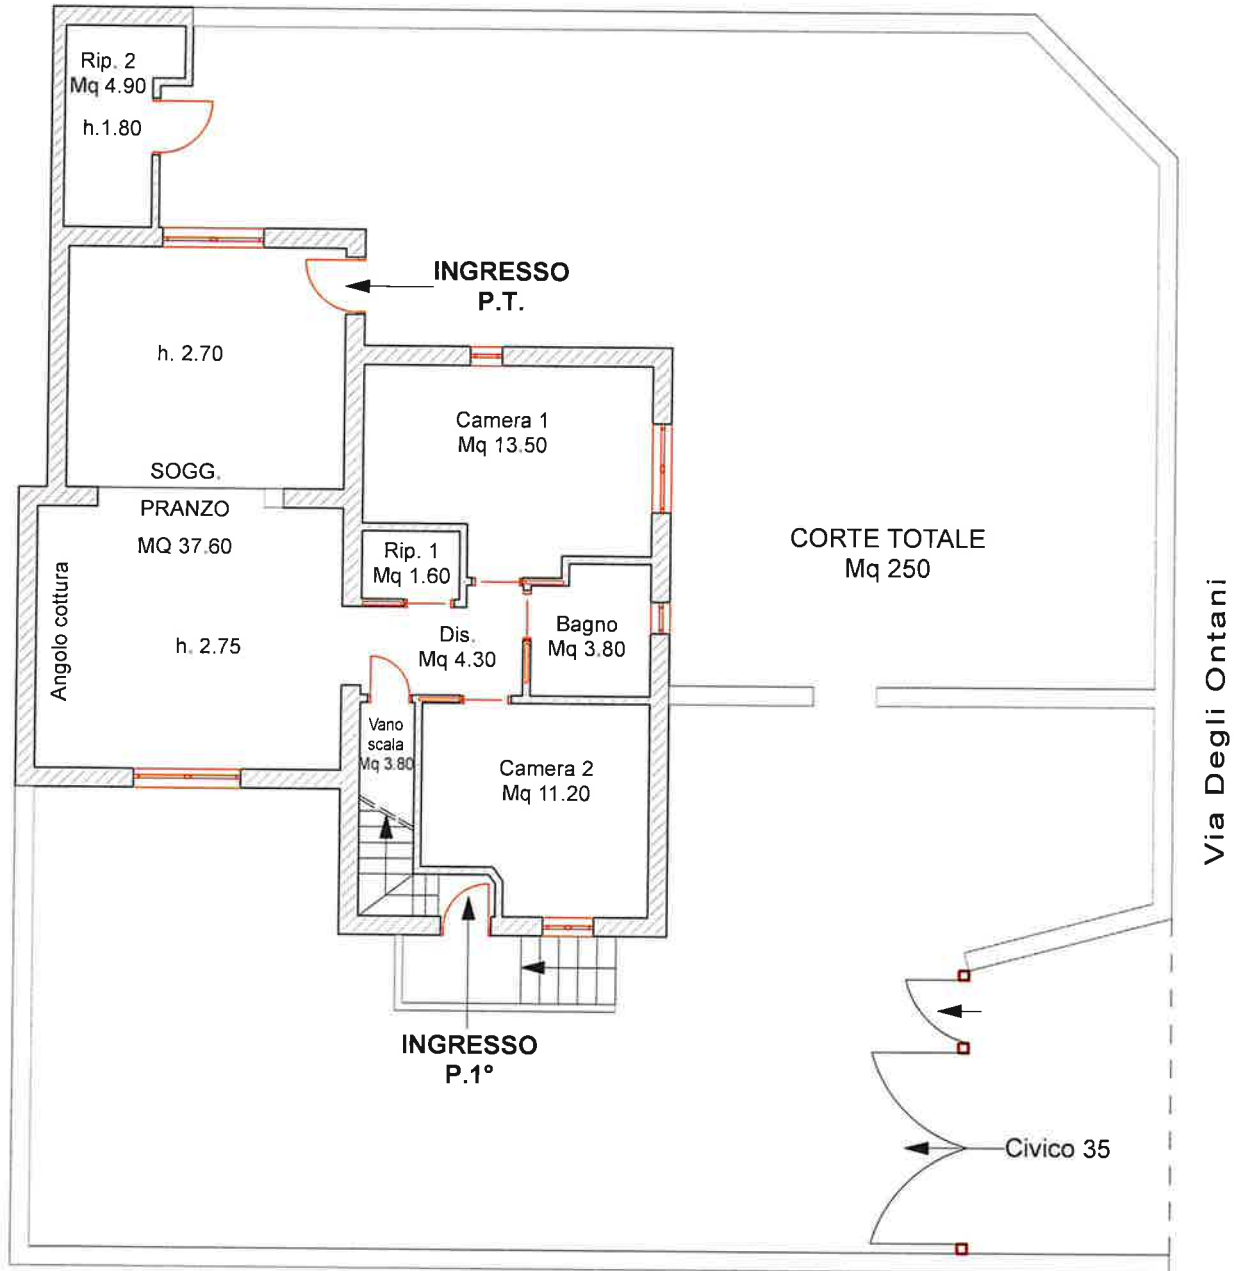 Rip. 2
Mq 4.90
h.1.80
INGRESSO
P.T.
h. 2.70
Camera 1
Mq 13.50
SOGG.
PRANZO
MQ 37.60
Rip. 1
Mq 1.60
CORTE TOTALE
Mq 250
Angolo cottura
h. 2.75
Dis.
Mq 4.30
Bagno
Mq 3.80
Vano
scala
Mq 3.80
Camera 2
Mq 11.20
Via Degli Ontani
INGRESSO
P.1°
Civico 35